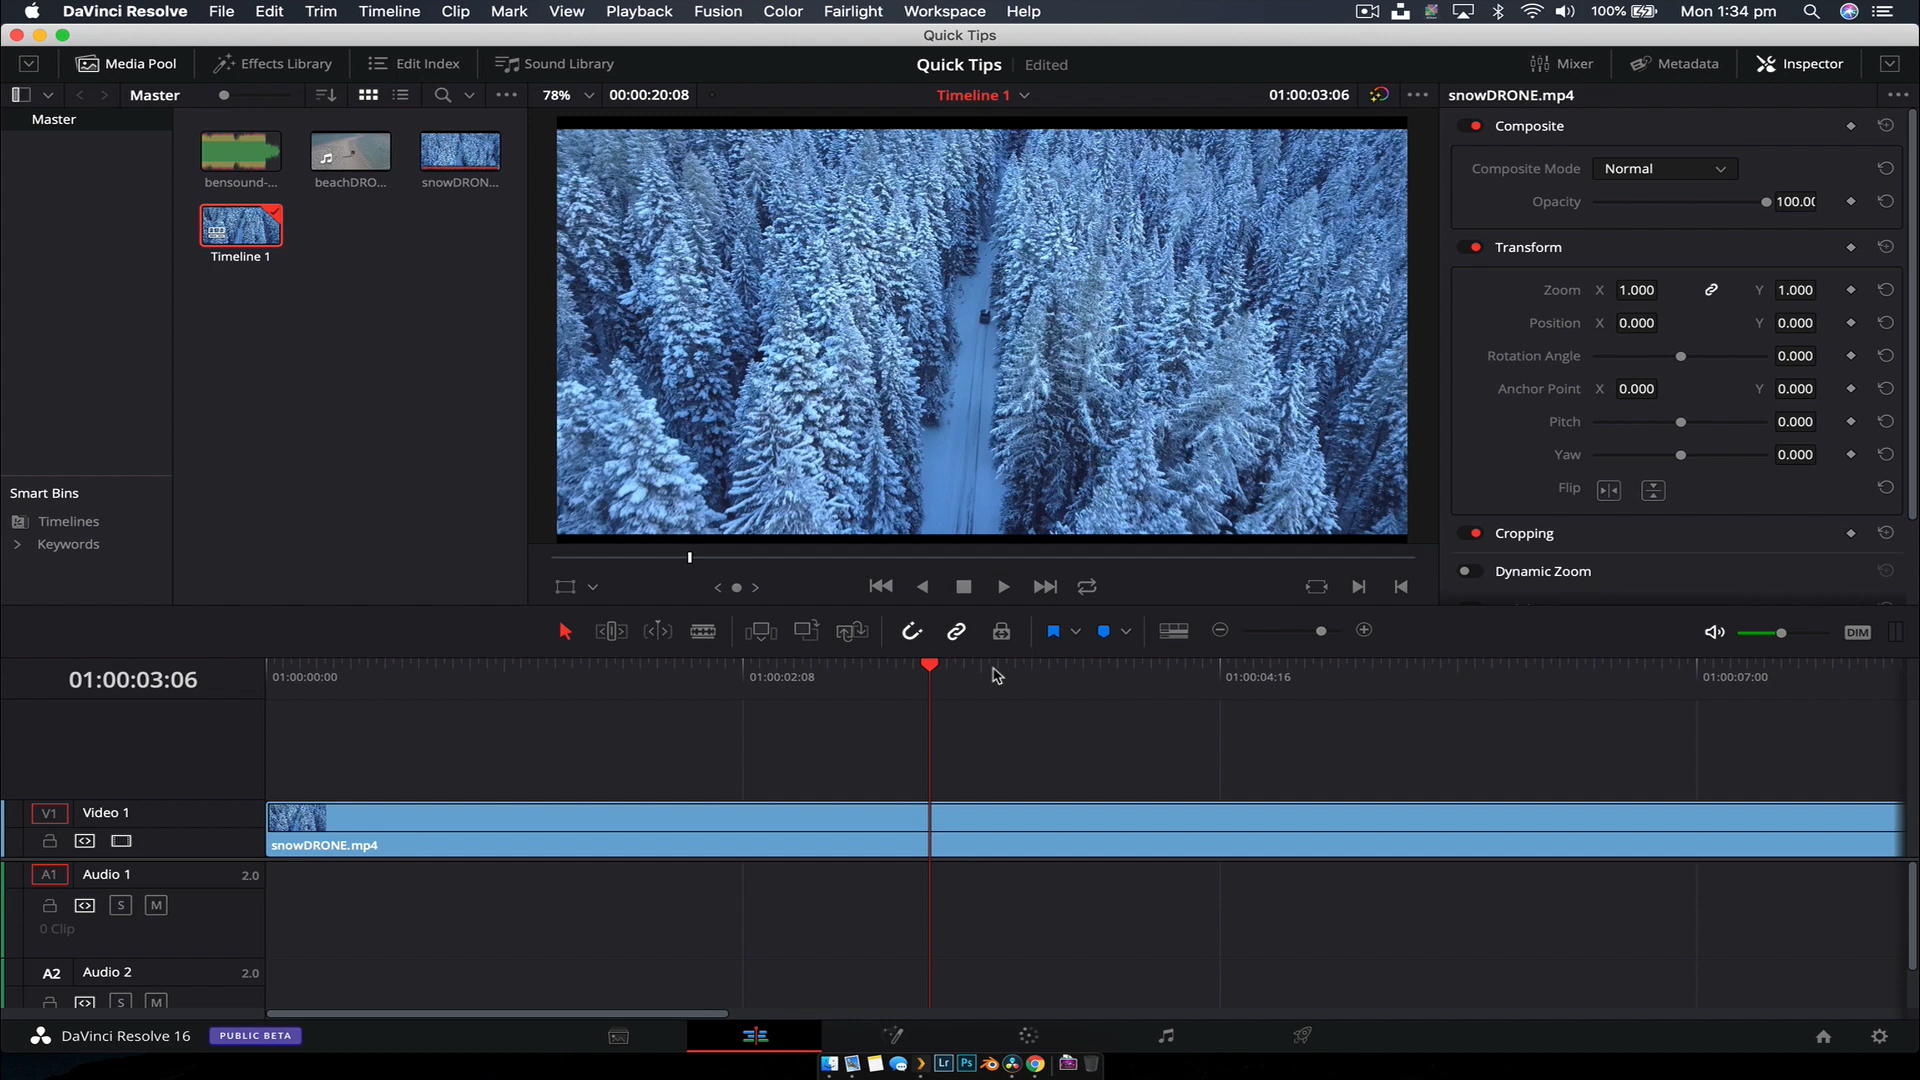 DaVinci Resolve File Edit Trim Timeline Clip Mark View Playback Fusion Color Fairlight Workspace Help 100% Mon 1:34 pm
Quick Tips
Media Pool Effects Library Edit Index Sound Library Quick Tips Edited Mixer Metadata Inspector
Master 78% 00:00:20:08 Timeline 1 01:00:03:06 snowDRONE.mp4
Master
bensound-... beachDRO... snowDRON...
Timeline 1
Smart Bins
Timelines
Keywords
Composite
Composite Mode Normal
Opacity 100.00
Transform
Zoom X 1.000 Y 1.000
Position X 0.000 Y 0.000
Rotation Angle 0.000
Anchor Point X 0.000 Y 0.000
Pitch 0.000
Yaw 0.000
Flip
Cropping
Dynamic Zoom
DIM
01:00:03:06 01:00:00:00 01:00:02:08 01:00:04:16 01:00:07:00
V1 Video 1
snowDRONE.mp4
A1 Audio 1 2.0
S M
0 Clip
A2 Audio 2 2.0
S M
DaVinci Resolve 16 PUBLIC BETA
Lr Ps